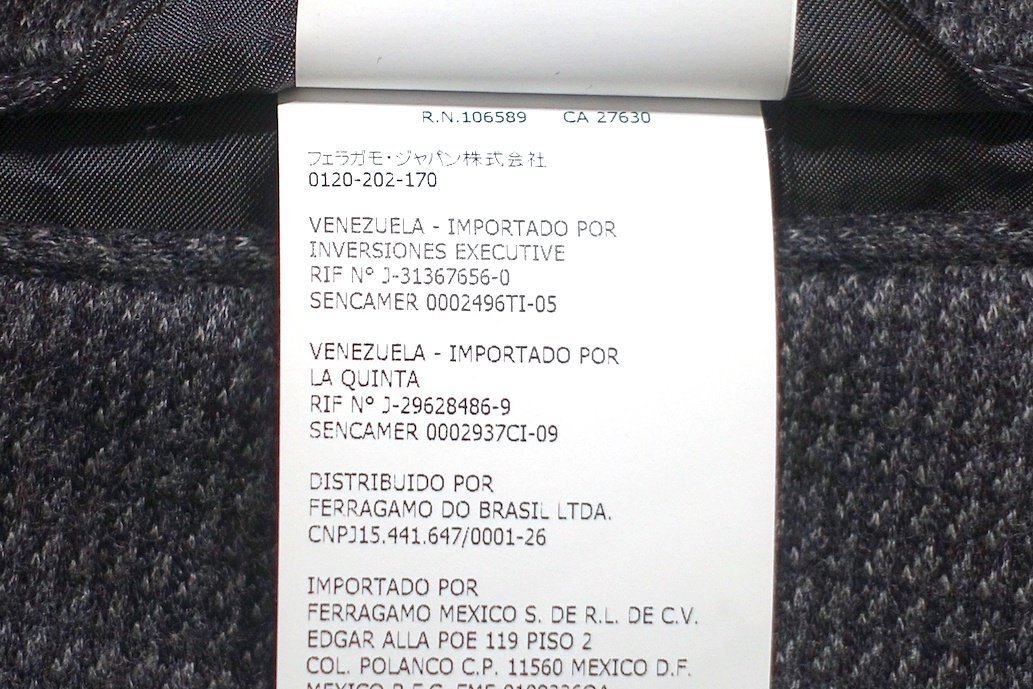 R.N.106589 CA 27630
フェラガモ・ジャパン株式会社
0120-202-170
VENEZUELA - IMPORTADO POR
INVERSIONES EXECUTIVE
RIF N° J-31367656-0
SENCAMER 0002496TI-05
VENEZUELA - IMPORTADO POR
LA QUINTA
RIF N° J-29628486-9
SENCAMER 0002937CI-09
DISTRIBUIDO POR
FERRAGAMO DO BRASIL LTDA.
CNPJ15.441.647/0001-26
IMPORTADO POR
FERRAGAMO MEXICO S. DE R.L. DE C.V.
EDGAR ALLA POE 119 PISO 2
COL. POLANCO C.P. 11560 MEXICO D.F.
MEXICO R.F.C.